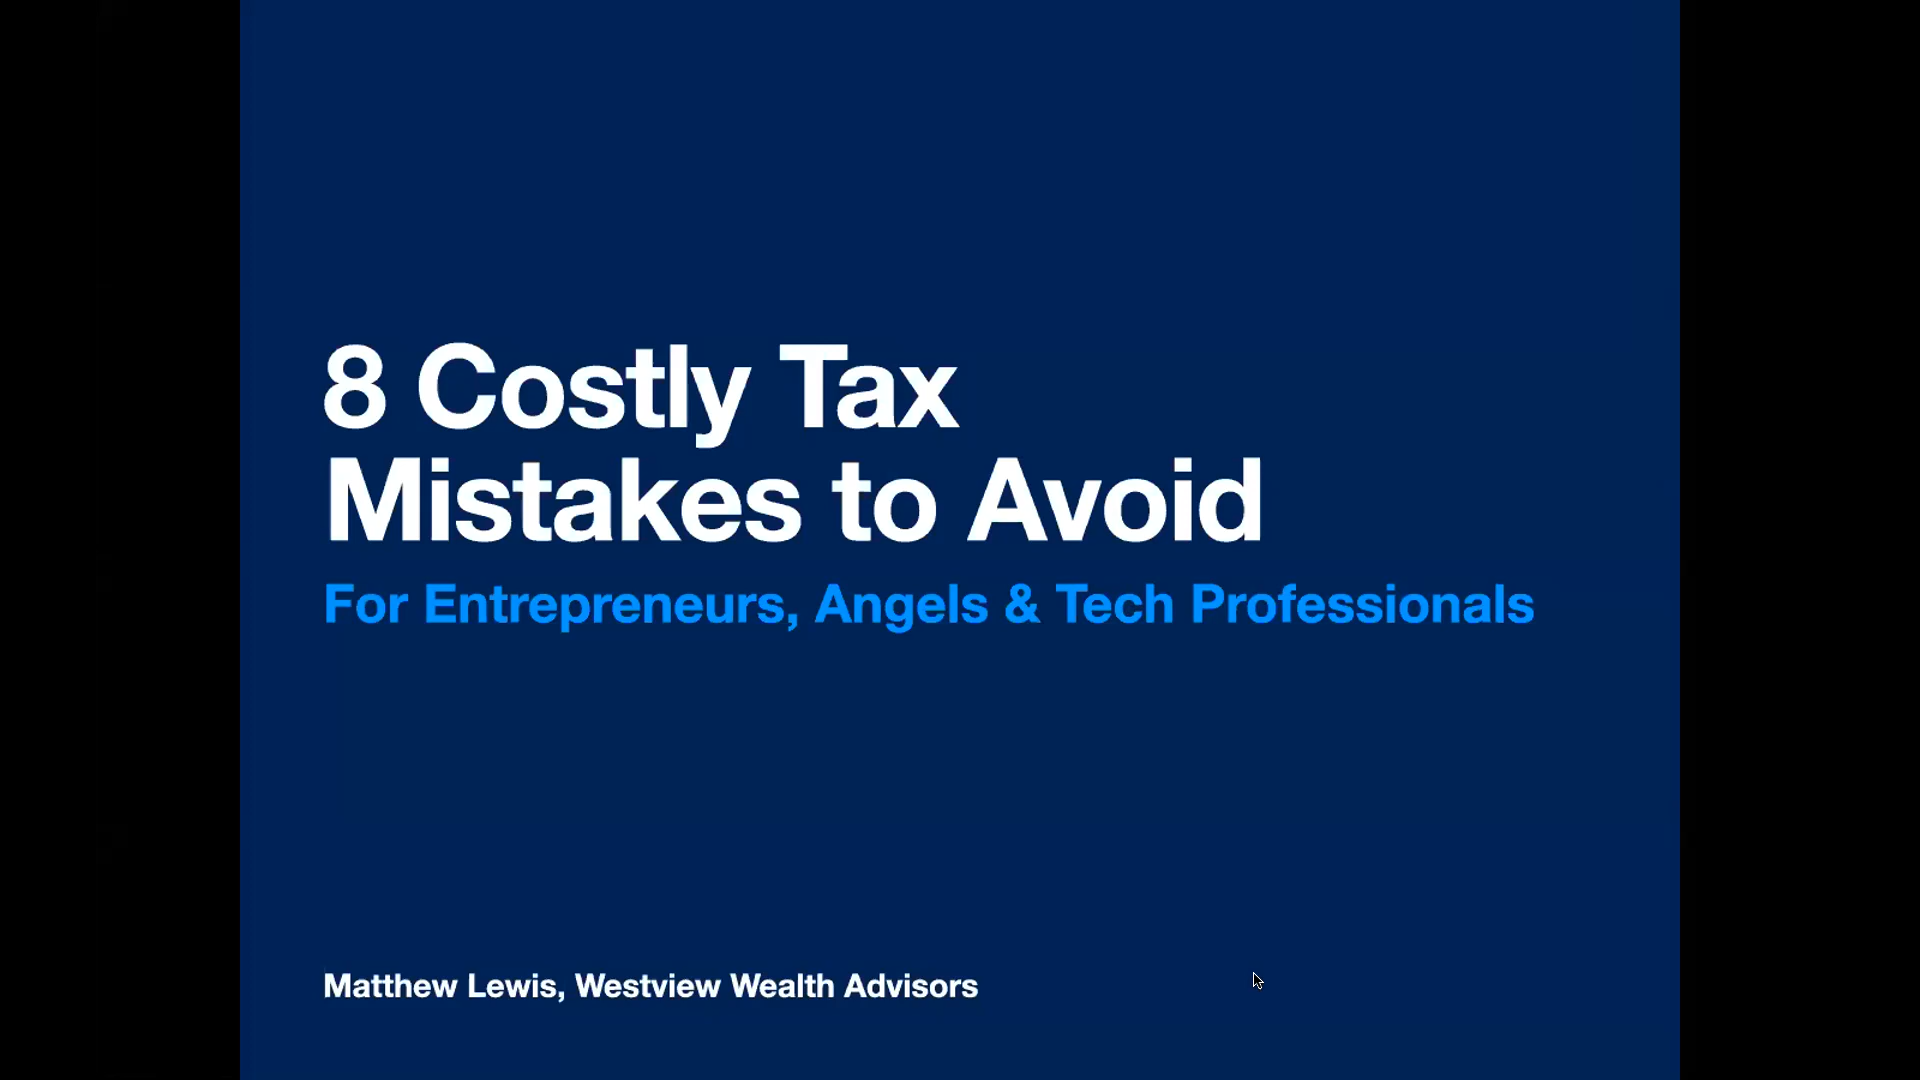 8 Costly Tax
Mistakes to Avoid
For Entrepreneurs, Angels & Tech Professionals
Matthew Lewis, Westview Wealth Advisors